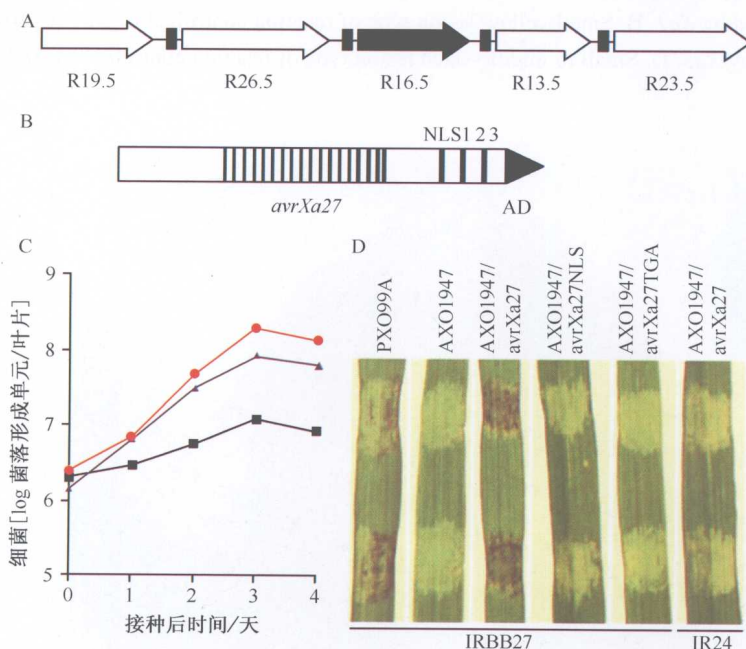 A
R19.5 R26.5 R16.5 R13.5 R23.5
B
NLS1 2 3
avrXa27
AD
C
细菌[log 菌落形成单元/叶片]
9
8
7
6
5
0 1 2 3 4
接种后时间/天
D
PXO99A
AXO1947
AXO1947/
avrXa27
AXO1947/
avrXa27NLS
AXO1947/
avrXa27TGA
AXO1947/
avrXa27
IRBB27 IR24